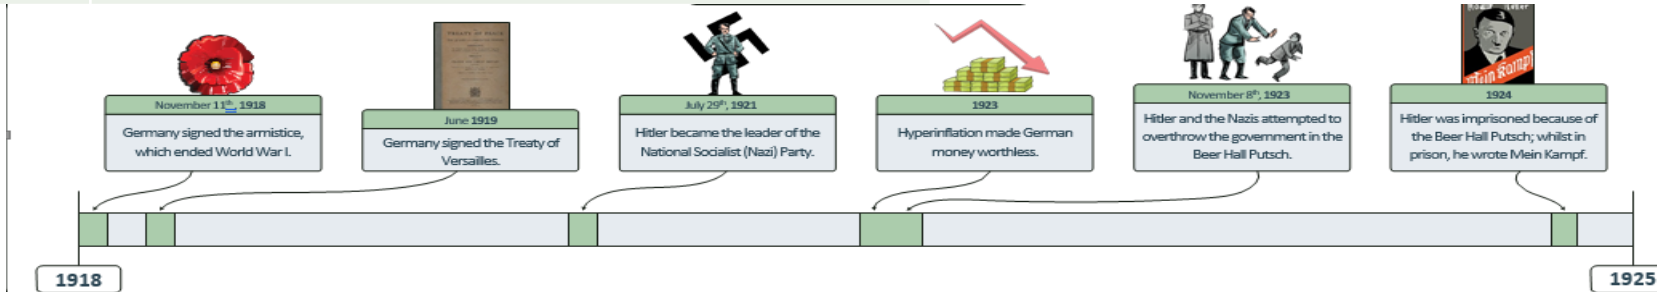 November 11th, 1918
Germany signed the armistice,
which ended World War I.
June 1919
Germany signed the Treaty of
Versailles.
July 29th, 1921
Hitler became the leader of the
National Socialist (Nazi) Party.
1923
Hyperinflation made German
money worthless.
November 8th, 1923
Hitler and the Nazis attempted to
overthrow the government in the
Beer Hall Putsch.
Mein Kampf
1924
Hitler was imprisoned because of
the Beer Hall Putsch; whilst in
prison, he wrote Mein Kampf.
1918
1925